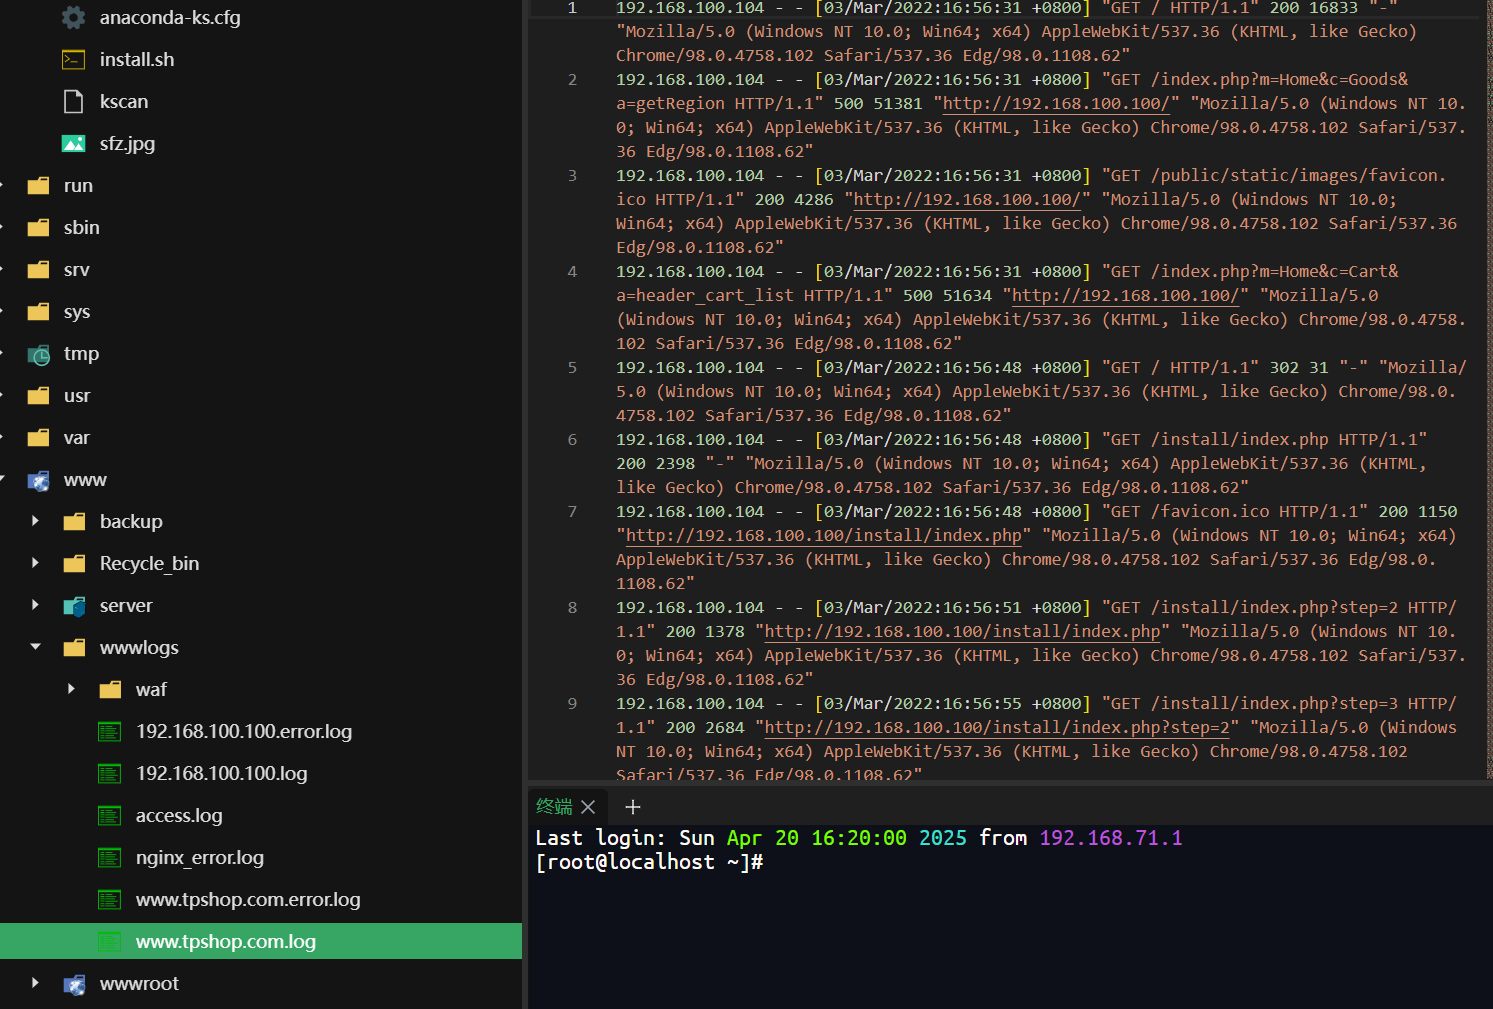 anaconda-ks.cfg
install.sh
kscan
sfz.jpg
run
sbin
srv
sys
tmp
usr
var
www
backup
Recycle_bin
server
wwwlogs
waf
192.168.100.100.error.log
192.168.100.100.log
access.log
nginx_error.log
www.tpshop.com.error.log
www.tpshop.com.log
wwwroot
1 192.168.100.104 - - [03/Mar/2022:16:56:31 +0800] "GET / HTTP/1.1" 200 16833 "-"
"Mozilla/5.0 (Windows NT 10.0; Win64; x64) AppleWebKit/537.36 (KHTML, like Gecko)
Chrome/98.0.4758.102 Safari/537.36 Edg/98.0.1108.62"
2 192.168.100.104 - - [03/Mar/2022:16:56:31 +0800] "GET /index.php?m=Home&c=Goods&
a=getRegion HTTP/1.1" 500 51381 "http://192.168.100.100/" "Mozilla/5.0 (Windows NT 10.
0; Win64; x64) AppleWebKit/537.36 (KHTML, like Gecko) Chrome/98.0.4758.102 Safari/537.
36 Edg/98.0.1108.62"
3 192.168.100.104 - - [03/Mar/2022:16:56:31 +0800] "GET /public/static/images/favicon.
ico HTTP/1.1" 200 4286 "http://192.168.100.100/" "Mozilla/5.0 (Windows NT 10.0;
Win64; x64) AppleWebKit/537.36 (KHTML, like Gecko) Chrome/98.0.4758.102 Safari/537.36
Edg/98.0.1108.62"
4 192.168.100.104 - - [03/Mar/2022:16:56:31 +0800] "GET /index.php?m=Home&c=Cart&
a=header_cart_list HTTP/1.1" 500 51634 "http://192.168.100.100/" "Mozilla/5.0
(Windows NT 10.0; Win64; x64) AppleWebKit/537.36 (KHTML, like Gecko) Chrome/98.0.4758.
102 Safari/537.36 Edg/98.0.1108.62"
5 192.168.100.104 - - [03/Mar/2022:16:56:48 +0800] "GET / HTTP/1.1" 302 31 "-" "Mozilla/
5.0 (Windows NT 10.0; Win64; x64) AppleWebKit/537.36 (KHTML, like Gecko) Chrome/98.0.
4758.102 Safari/537.36 Edg/98.0.1108.62"
6 192.168.100.104 - - [03/Mar/2022:16:56:48 +0800] "GET /install/index.php HTTP/1.1"
200 2398 "-" "Mozilla/5.0 (Windows NT 10.0; Win64; x64) AppleWebKit/537.36 (KHTML,
like Gecko) Chrome/98.0.4758.102 Safari/537.36 Edg/98.0.1108.62"
7 192.168.100.104 - - [03/Mar/2022:16:56:48 +0800] "GET /favicon.ico HTTP/1.1" 200 1150
"http://192.168.100.100/install/index.php" "Mozilla/5.0 (Windows NT 10.0; Win64; x64)
AppleWebKit/537.36 (KHTML, like Gecko) Chrome/98.0.4758.102 Safari/537.36 Edg/98.0.
1108.62"
8 192.168.100.104 - - [03/Mar/2022:16:56:51 +0800] "GET /install/index.php?step=2 HTTP/
1.1" 200 1378 "http://192.168.100.100/install/index.php" "Mozilla/5.0 (Windows NT 10.
0; Win64; x64) AppleWebKit/537.36 (KHTML, like Gecko) Chrome/98.0.4758.102 Safari/537.
36 Edg/98.0.1108.62"
9 192.168.100.104 - - [03/Mar/2022:16:56:55 +0800] "GET /install/index.php?step=3 HTTP/
1.1" 200 2684 "http://192.168.100.100/install/index.php?step=2" "Mozilla/5.0 (Windows
NT 10.0; Win64; x64) AppleWebKit/537.36 (KHTML, like Gecko) Chrome/98.0.4758.102
Safari/537.36 Edg/98.0.1108.62"
终端
Last login: Sun Apr 20 16:20:00 2025 from 192.168.71.1
[root@localhost ~]#